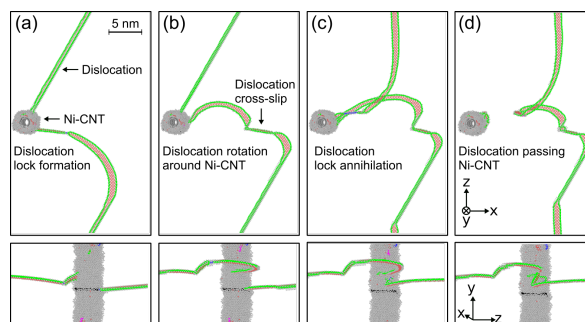 (a)
5 nm
Dislocation
Ni-CNT
Dislocation
lock formation
(b)
Dislocation
cross-slip
Dislocation rotation
around Ni-CNT
(c)
Dislocation
lock annihilation
(d)
Dislocation passing
Ni-CNT
z
x
y
y
x
z